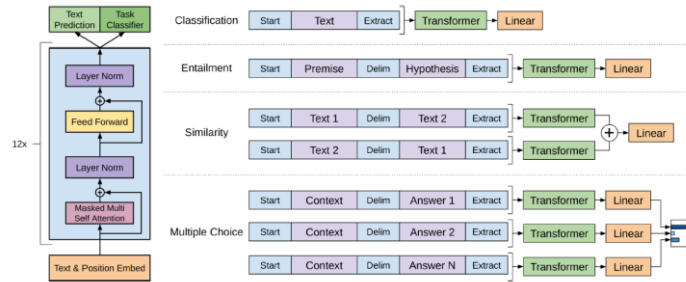 Text
Prediction
Task
Classifier
12x
Layer Norm
Feed Forward
Layer Norm
Masked Multi
Self Attention
Text & Position Embed
Classification
Start Text Extract Transformer Linear
Entailment
Start Premise Delim Hypothesis Extract Transformer Linear
Similarity
Start Text 1 Delim Text 2 Extract Transformer
Start Text 2 Delim Text 1 Extract Transformer
Linear
Multiple Choice
Start Context Delim Answer 1 Extract Transformer Linear
Start Context Delim Answer 2 Extract Transformer Linear
Start Context Delim Answer N Extract Transformer Linear